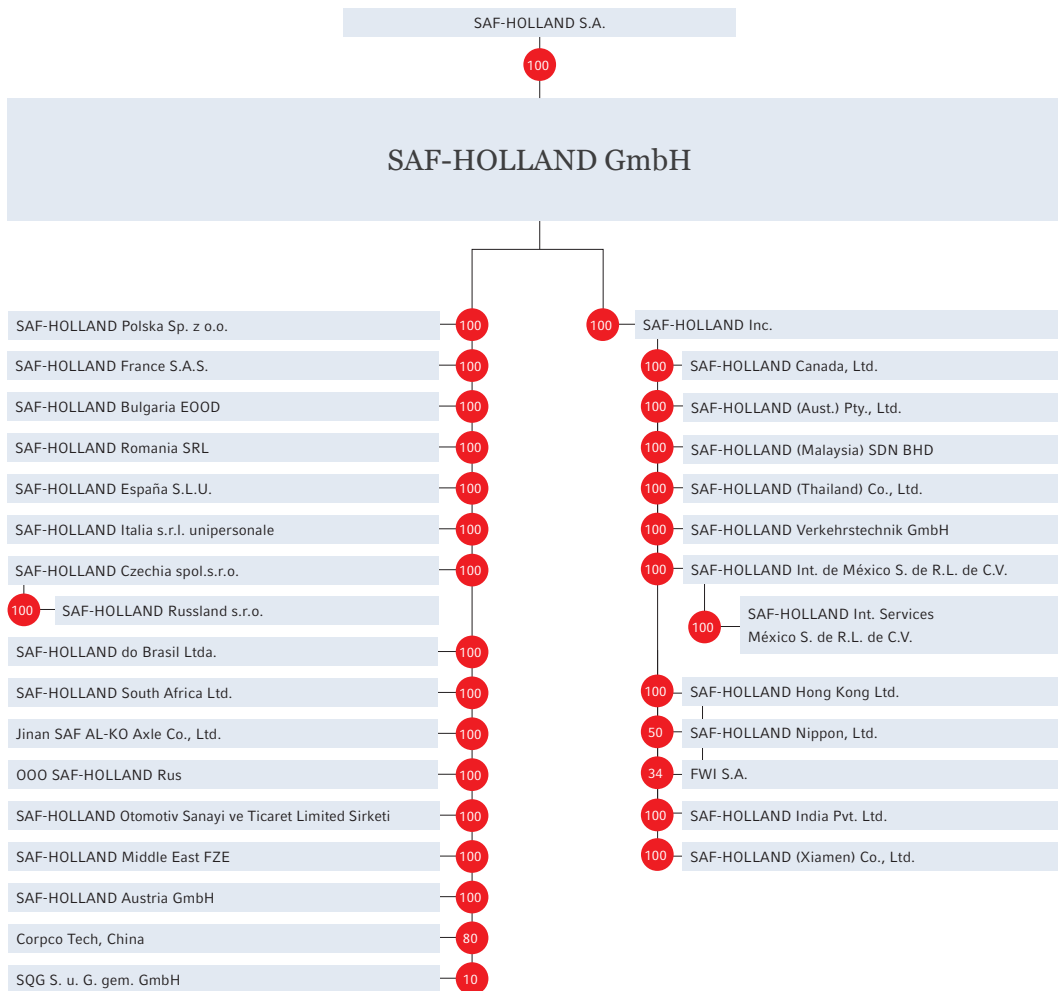 SAF-HOLLAND S.A.
100
SAF-HOLLAND GmbH
SAF-HOLLAND Polska Sp. z o.o.
100
SAF-HOLLAND France S.A.S.
100
SAF-HOLLAND Bulgaria EOOD
100
SAF-HOLLAND Romania SRL
100
SAF-HOLLAND España S.L.U.
100
SAF-HOLLAND Italia s.r.l. unipersonale
100
SAF-HOLLAND Czechia spol.s.r.o.
100
100
SAF-HOLLAND Russland s.r.o.
SAF-HOLLAND do Brasil Ltda.
100
SAF-HOLLAND South Africa Ltd.
100
Jinan SAF AL-KO Axle Co., Ltd.
100
OOO SAF-HOLLAND Rus
100
SAF-HOLLAND Otomotiv Sanayi ve Ticaret Limited Sirketi
100
SAF-HOLLAND Middle East FZE
100
SAF-HOLLAND Austria GmbH
100
Corpco Tech, China
80
SQG S. u. G. gem. GmbH
10
100
SAF-HOLLAND Inc.
100
SAF-HOLLAND Canada, Ltd.
100
SAF-HOLLAND (Aust.) Pty., Ltd.
100
SAF-HOLLAND (Malaysia) SDN BHD
100
SAF-HOLLAND (Thailand) Co., Ltd.
100
SAF-HOLLAND Verkehrstechnik GmbH
100
SAF-HOLLAND Int. de México S. de R.L. de C.V.
100
SAF-HOLLAND Int. Services
México S. de R.L. de C.V.
100
SAF-HOLLAND Hong Kong Ltd.
50
SAF-HOLLAND Nippon, Ltd.
34
FWI S.A.
100
SAF-HOLLAND India Pvt. Ltd.
100
SAF-HOLLAND (Xiamen) Co., Ltd.